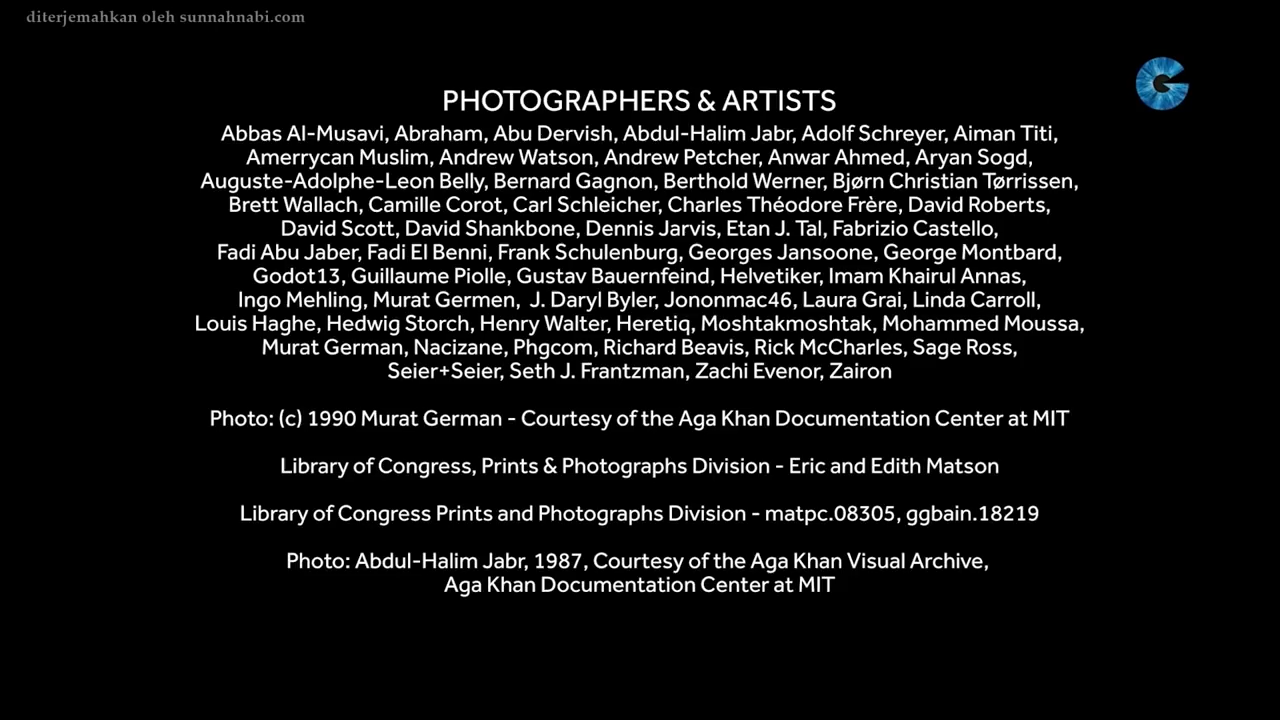 diterjemahkan oleh sunnahnabi.com
PHOTOGRAPHERS & ARTISTS
Abbas Al-Musavi, Abraham, Abu Dervish, Abdul-Halim Jabr, Adolf Schreyer, Aiman Titi,
Amerrycan Muslim, Andrew Watson, Andrew Petcher, Anwar Ahmed, Aryan Sogd,
Auguste-Adolphe-Leon Belly, Bernard Gagnon, Berthold Werner, Bjørn Christian Tørrissen,
Brett Wallach, Camille Corot, Carl Schleicher, Charles Théodore Frère, David Roberts,
David Scott, David Shankbone, Dennis Jarvis, Etan J. Tal, Fabrizio Castello,
Fadi Abu Jaber, Fadi El Benni, Frank Schulenburg, Georges Jansoone, George Montbard,
Godot13, Guillaume Piolle, Gustav Bauernfeind, Helvetiker, Imam Khairul Annas,
Ingo Mehling, Murat Germen, J. Daryl Byler, Jononmac46, Laura Grai, Linda Carroll,
Louis Haghe, Hedwig Storch, Henry Walter, Heretiq, Moshtakmoshtak, Mohammed Moussa,
Murat German, Nacizane, Phgcom, Richard Beavis, Rick McCharles, Sage Ross,
Seier+Seier, Seth J. Frantzman, Zachi Evenor, Zairon
Photo: (c) 1990 Murat German - Courtesy of the Aga Khan Documentation Center at MIT
Library of Congress, Prints & Photographs Division - Eric and Edith Matson
Library of Congress Prints and Photographs Division - matpc.08305, ggbain.18219
Photo: Abdul-Halim Jabr, 1987, Courtesy of the Aga Khan Visual Archive,
Aga Khan Documentation Center at MIT